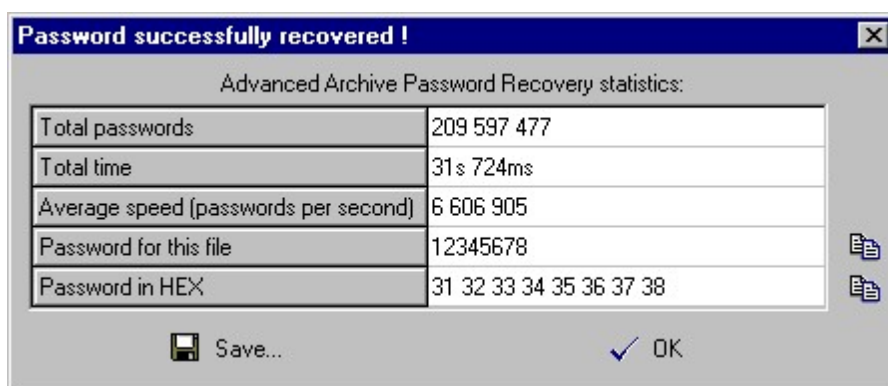 Password successfully recovered !
Advanced Archive Password Recovery statistics:
Total passwords 209 597 477
Total time 31s 724ms
Average speed (passwords per second) 6 606 905
Password for this file 12345678
Password in HEX 31 32 33 34 35 36 37 38
Save... OK